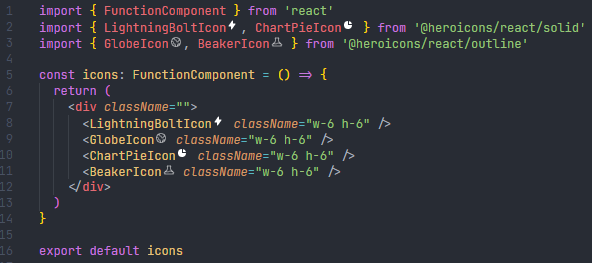 1 import { FunctionComponent } from 'react'
2 import { LightningBoltIcon, ChartPieIcon } from '@heroicons/react/solid'
3 import { GlobeIcon, BeakerIcon } from '@heroicons/react/outline'
4
5 const icons: FunctionComponent = () => {
6   return (
7     <div className="">
8       <LightningBoltIcon className="w-6 h-6" />
9       <GlobeIcon className="w-6 h-6" />
10       <ChartPieIcon className="w-6 h-6" />
11       <BeakerIcon className="w-6 h-6" />
12     </div>
13   )
14 }
15
16 export default icons